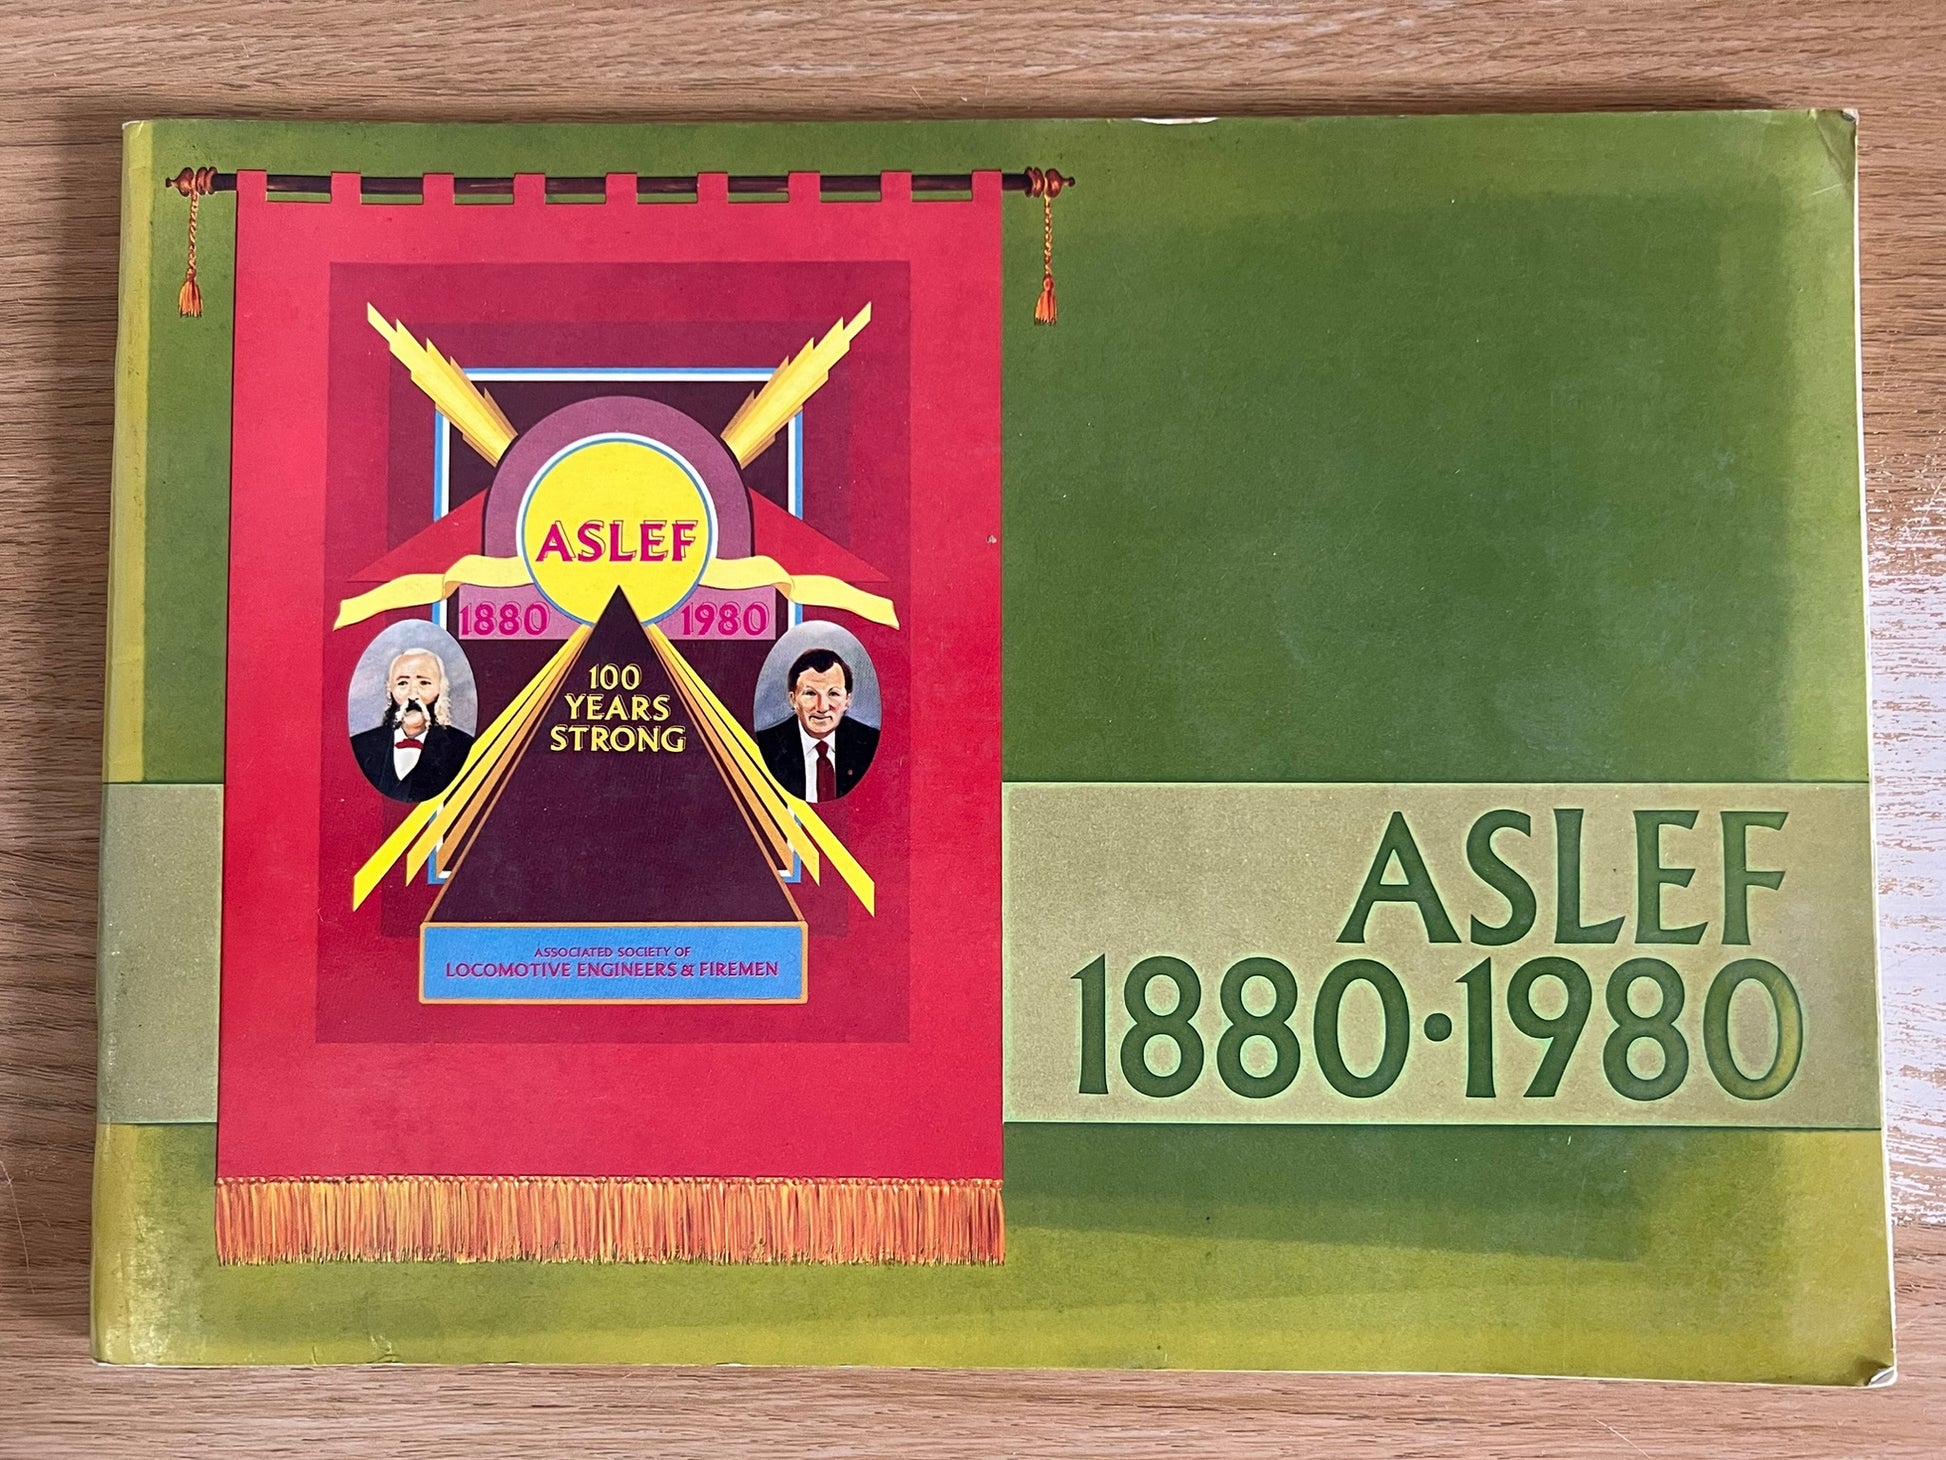 ASLEF
1880 1980
100
YEARS
STRONG
ASSOCIATED SOCIETY OF
LOCOMOTIVE ENGINEERS & FIREMEN
ASLEF
1880·1980